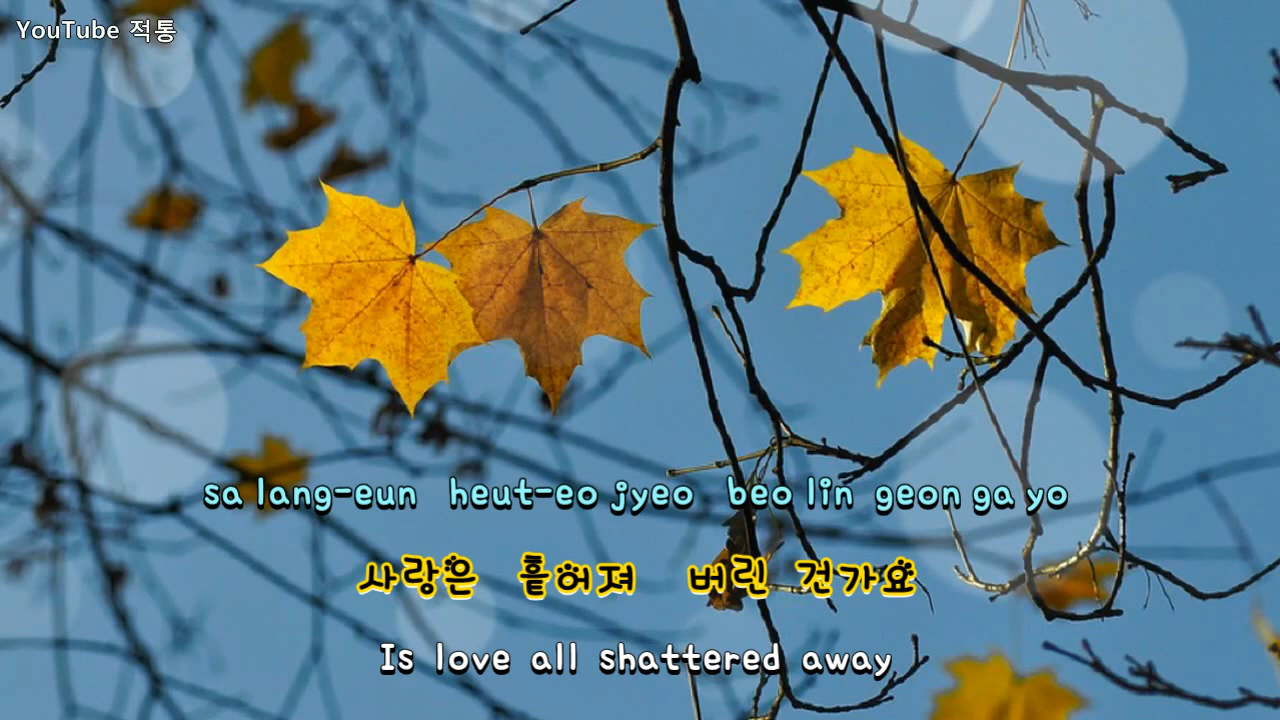 YouTube 적통
sa lang-eun heut-eo jyeo beo lin geon ga yo
사랑은 흩어져 버린 건가요
Is love all shattered away